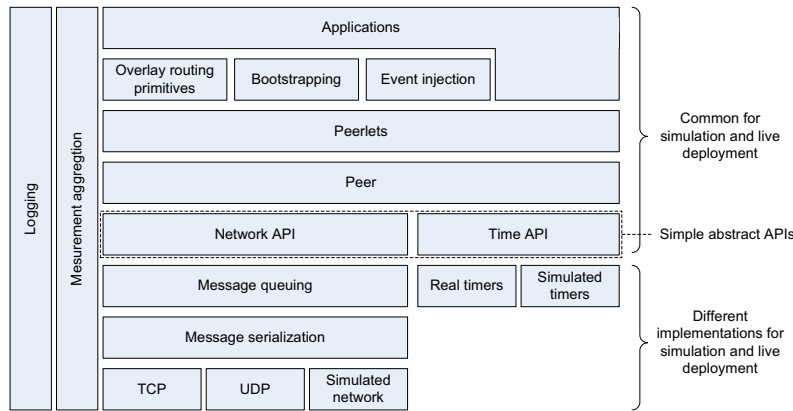 Logging
Mesurement aggregtion
Applications
Overlay routing
primitives
Bootstrapping
Event injection
Peerlets
Peer
Network API
Time API
Message queuing
Real timers
Simulated
timers
Message serialization
TCP
UDP
Simulated
network
Common for
simulation and live
deployment
Simple abstract APIs
Different
implementations for
simulation and live
deployment